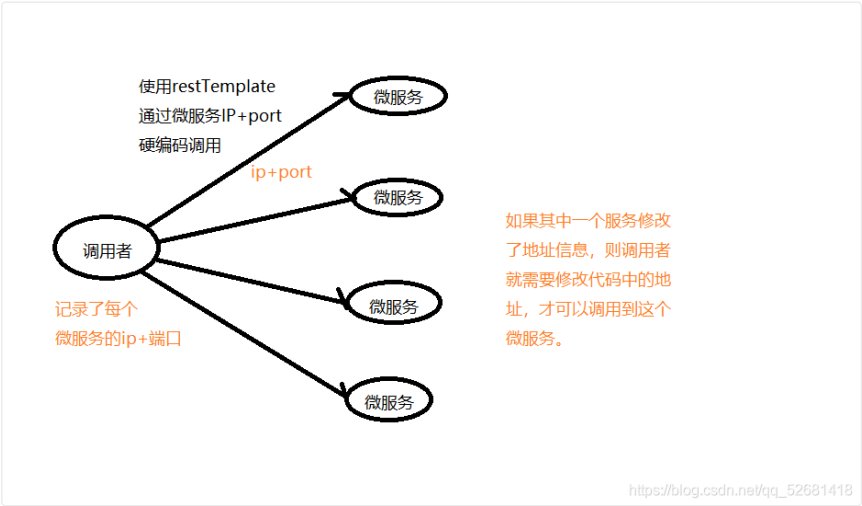 使用restTemplate
通过微服务IP+port
硬编码调用
ip+port
微服务
微服务
调用者
记录了每个
微服务的ip+端口
微服务
微服务
如果其中一个服务修改
了地址信息，则调用者
就需要修改代码中的地
址，才可以调用到这个
微服务。
https://blog.csdn.net/qq_52681418